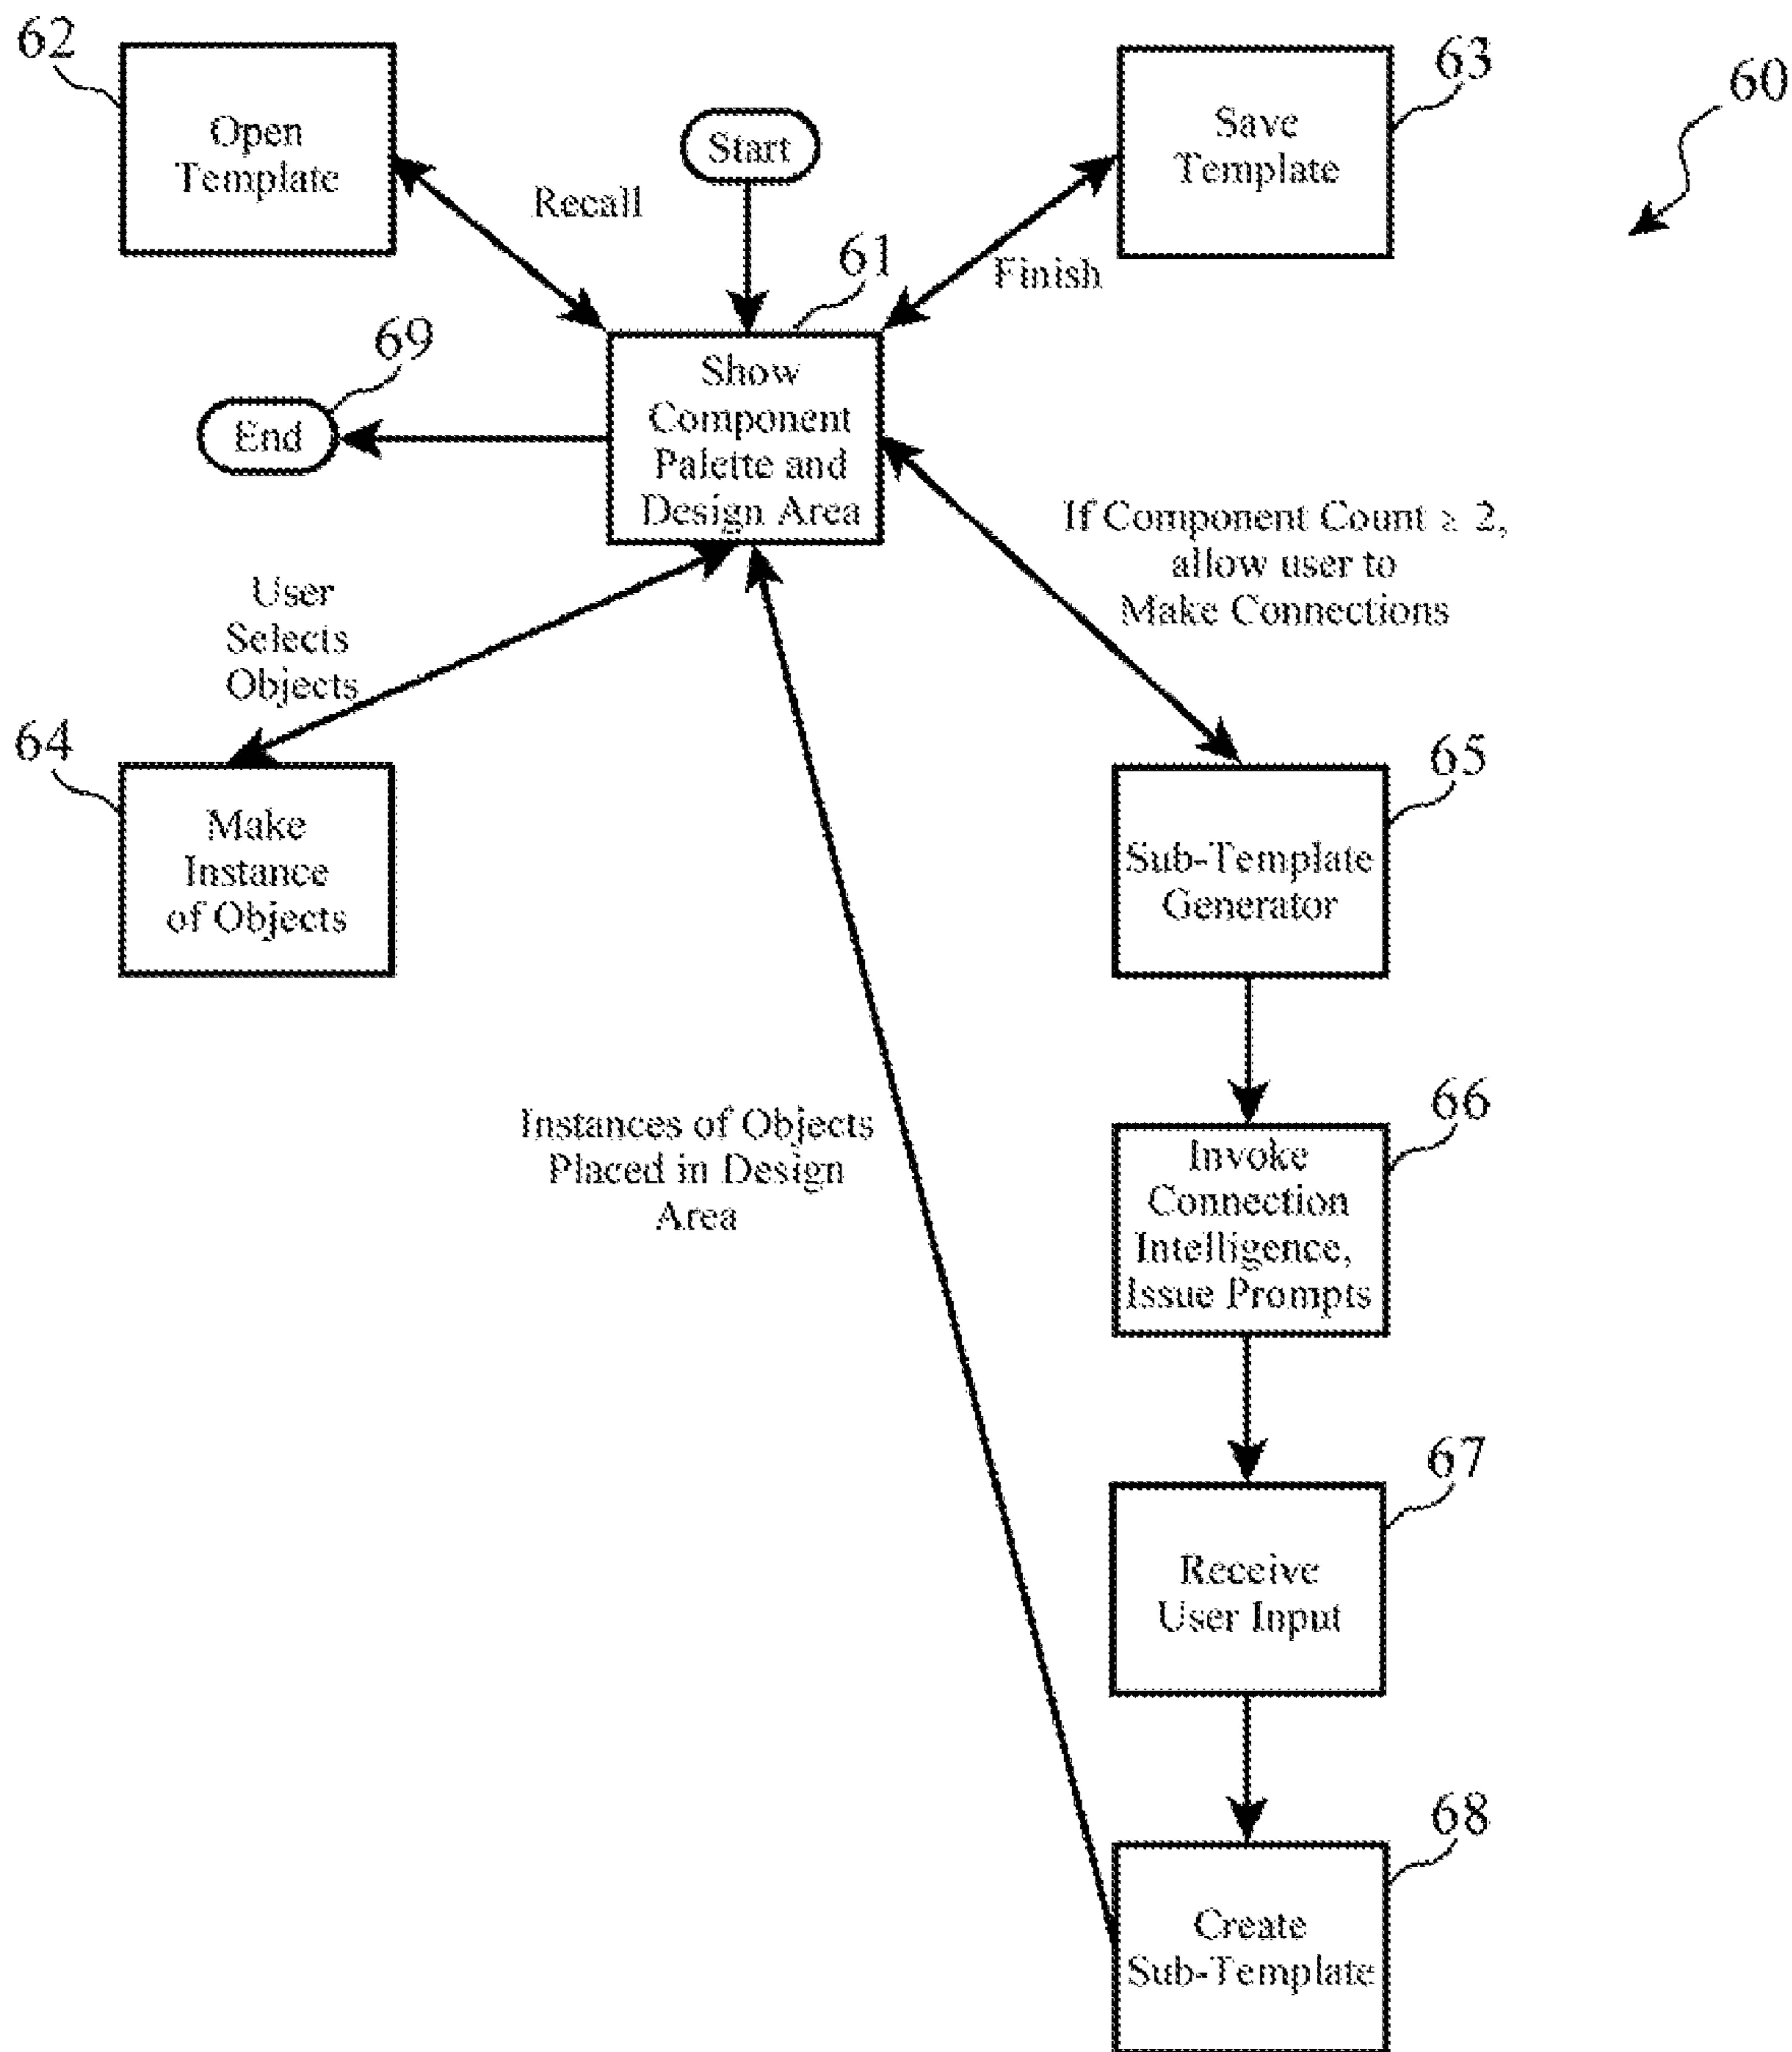 62
Open
Template
Start
63
Save
Template
60
Recall
Finish
61
Show
Component
Palette and
Design Area
69
End
If Component Count ≥ 2,
allow user to
Make Connections
User
Selects
Objects
64
Make
Instance
of Objects
65
Sub-Template
Generator
Instances of Objects
Placed in Design
Area
66
Invoke
Connection
Intelligence,
Issue Prompts
67
Receive
User Input
68
Create
Sub-Template